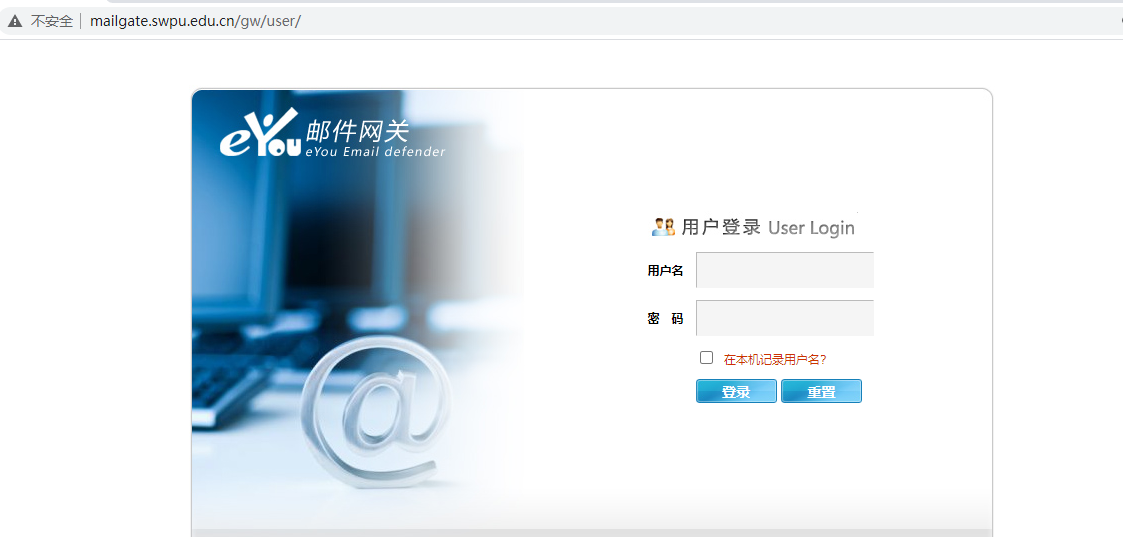 不安全 mailgate.swpu.edu.cn/gw/user/
eYou 邮件网关
eYou Email defender
用户登录 User Login
用户名
密 码
在本机记录用户名?
登录 重置